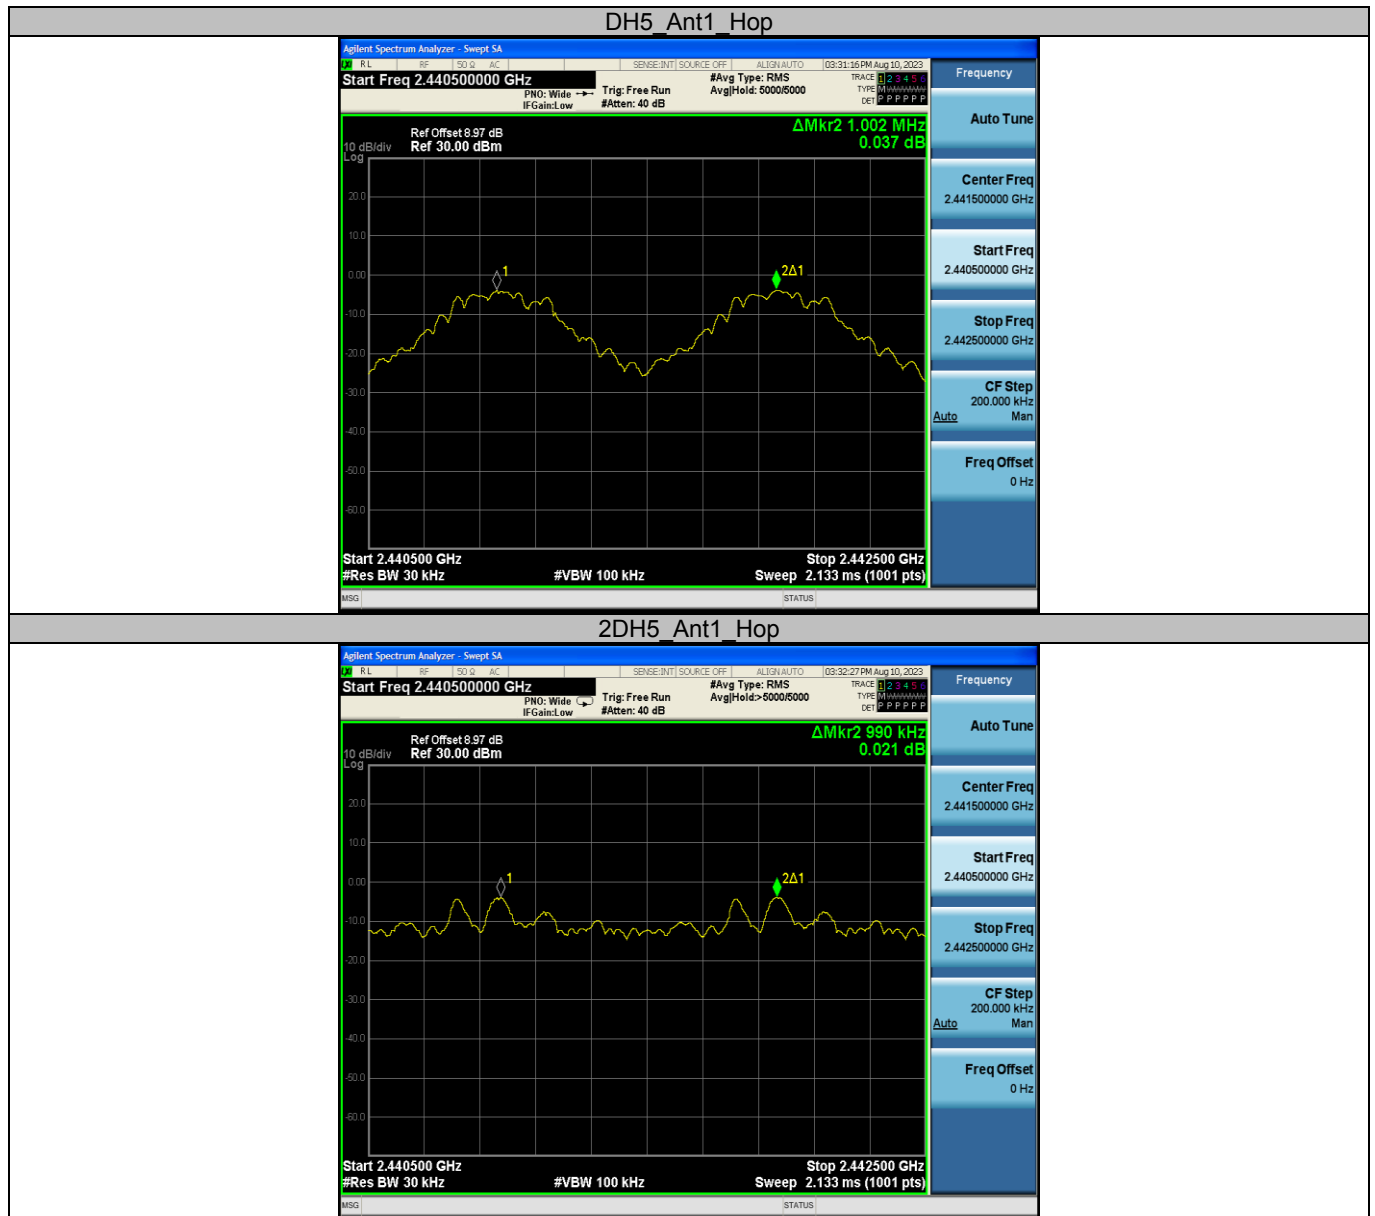 DH5_Ant1_Hop
Agilent Spectrum Analyzer - Swept SA
RL RF 50 Ω AC SENSE:INT SOURCE OFF ALIGNAUTO 03:31:16 PM Aug 10, 2023
Start Freq 2.440500000 GHz #Avg Type: RMS TRACE 1 2 3 4 5 6
PNO: Wide Trig: Free Run Avg|Hold: 5000/5000 TYPE M
IFGain:Low #Atten: 40 dB DET P P P P P P
Frequency
Auto Tune
Center Freq
2.441500000 GHz
Start Freq
2.440500000 GHz
Stop Freq
2.442500000 GHz
CF Step
200.000 kHz
Auto Man
Freq Offset
0 Hz
ΔMkr2 1.002 MHz
0.037 dB
Ref Offset 8.97 dB
10 dB/div Ref 30.00 dBm
Log
20.0
10.0
0.00
-10.0
-20.0
-30.0
-40.0
-50.0
-60.0
1
2Δ1
Start 2.440500 GHz Stop 2.442500 GHz
#Res BW 30 kHz #VBW 100 kHz Sweep 2.133 ms (1001 pts)
MSG STATUS
2DH5_Ant1_Hop
Agilent Spectrum Analyzer - Swept SA
RL RF 50 Ω AC SENSE:INT SOURCE OFF ALIGNAUTO 03:32:27 PM Aug 10, 2023
Start Freq 2.440500000 GHz #Avg Type: RMS TRACE 1 2 3 4 5 6
PNO: Wide Trig: Free Run Avg|Hold:>5000/5000 TYPE M
IFGain:Low #Atten: 40 dB DET P P P P P P
Frequency
Auto Tune
Center Freq
2.441500000 GHz
Start Freq
2.440500000 GHz
Stop Freq
2.442500000 GHz
CF Step
200.000 kHz
Auto Man
Freq Offset
0 Hz
ΔMkr2 990 kHz
0.021 dB
Ref Offset 8.97 dB
10 dB/div Ref 30.00 dBm
Log
20.0
10.0
0.00
-10.0
-20.0
-30.0
-40.0
-50.0
-60.0
1
2Δ1
Start 2.440500 GHz Stop 2.442500 GHz
#Res BW 30 kHz #VBW 100 kHz Sweep 2.133 ms (1001 pts)
MSG STATUS